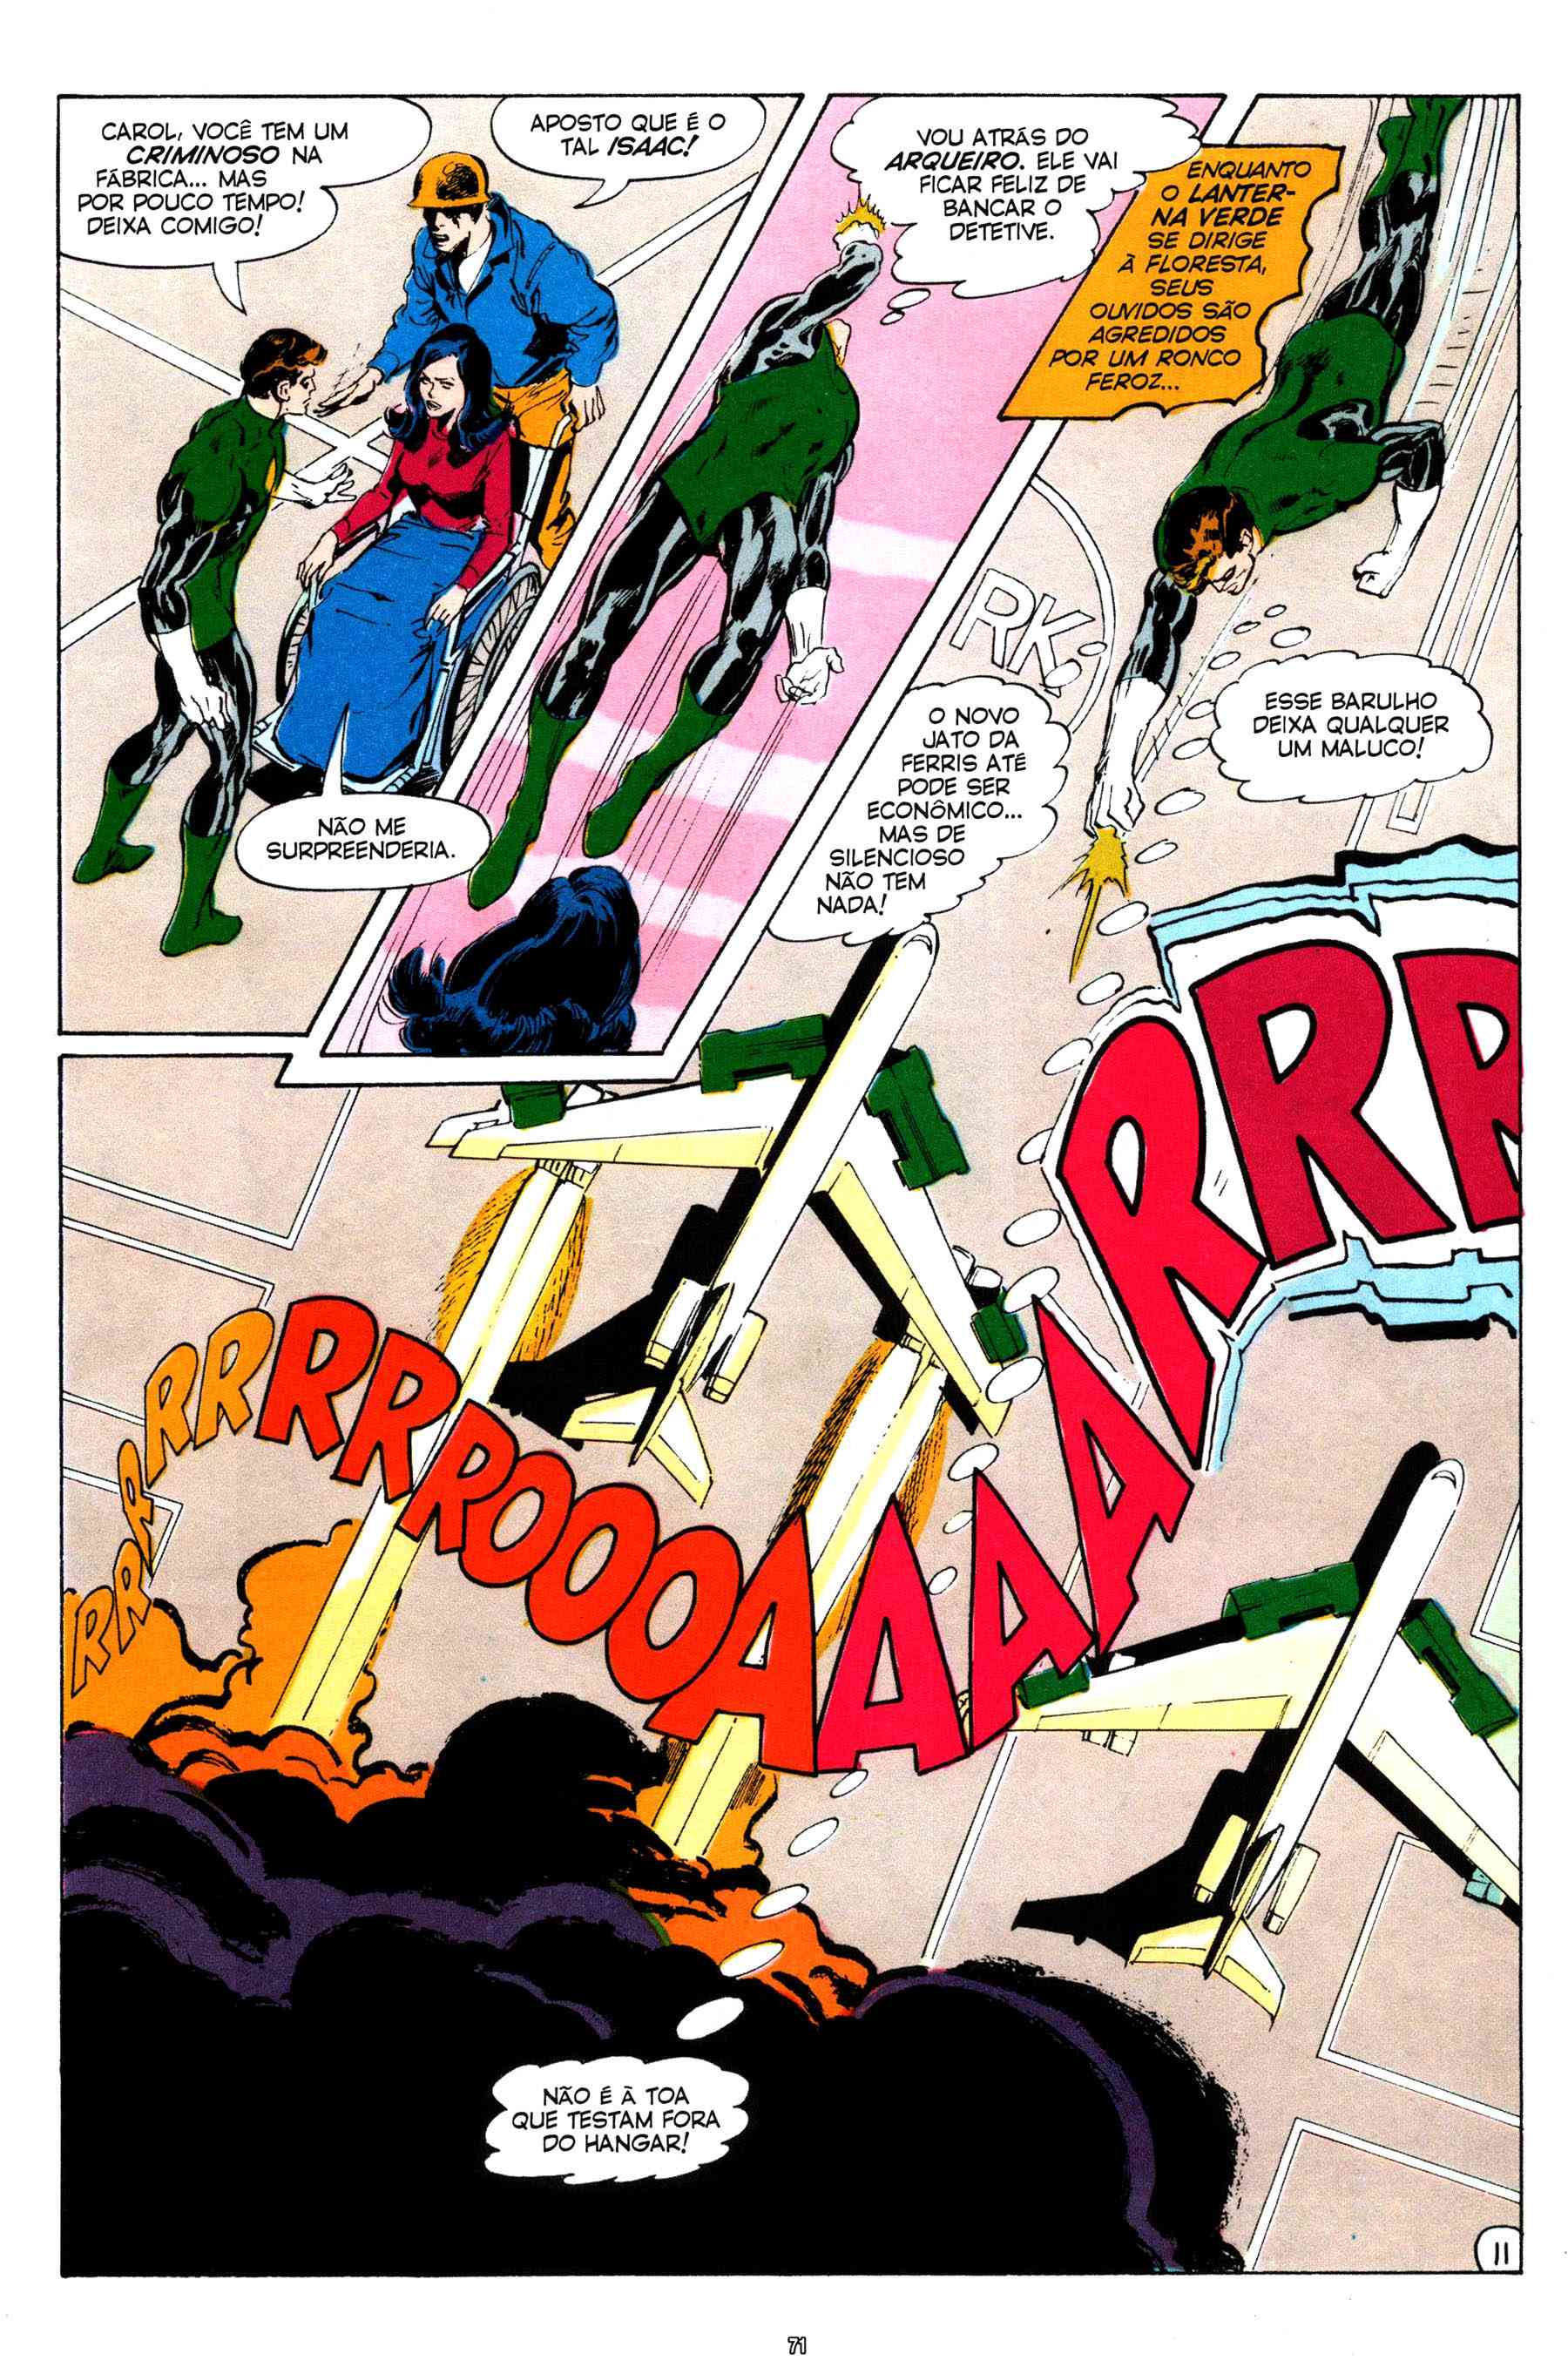 CAROL, VOCÊ TEM UM
CRIMINOSO NA
FÁBRICA... MAS
POR POUCO TEMPO!
DEIXA COMIGO!
APOSTO QUE É O
TAL ISAAC!
NÃO ME
SURPREENDERIA.
VOU ATRÁS DO
ARQUEIRO. ELE VAI
FICAR FELIZ DE
BANCAR O
DETETIVE.
ENQUANTO
O LANTER-
NA VERDE
SE DIRIGE
À FLORESTA,
SEUS
OUVIDOS SÃO
AGREDIDOS
POR UM RONCO
FEROZ...
RK
O NOVO
JATO DA
FERRIS ATÉ
PODE SER
ECONÔMICO...
MAS DE
SILENCIOSO
NÃO TEM
NADA!
ESSE BARULHO
DEIXA QUALQUER
UM MALUCO!
RRRRRRRRROOOAAAARRR
NÃO É À TOA
QUE TESTAM FORA
DO HANGAR!
11
71